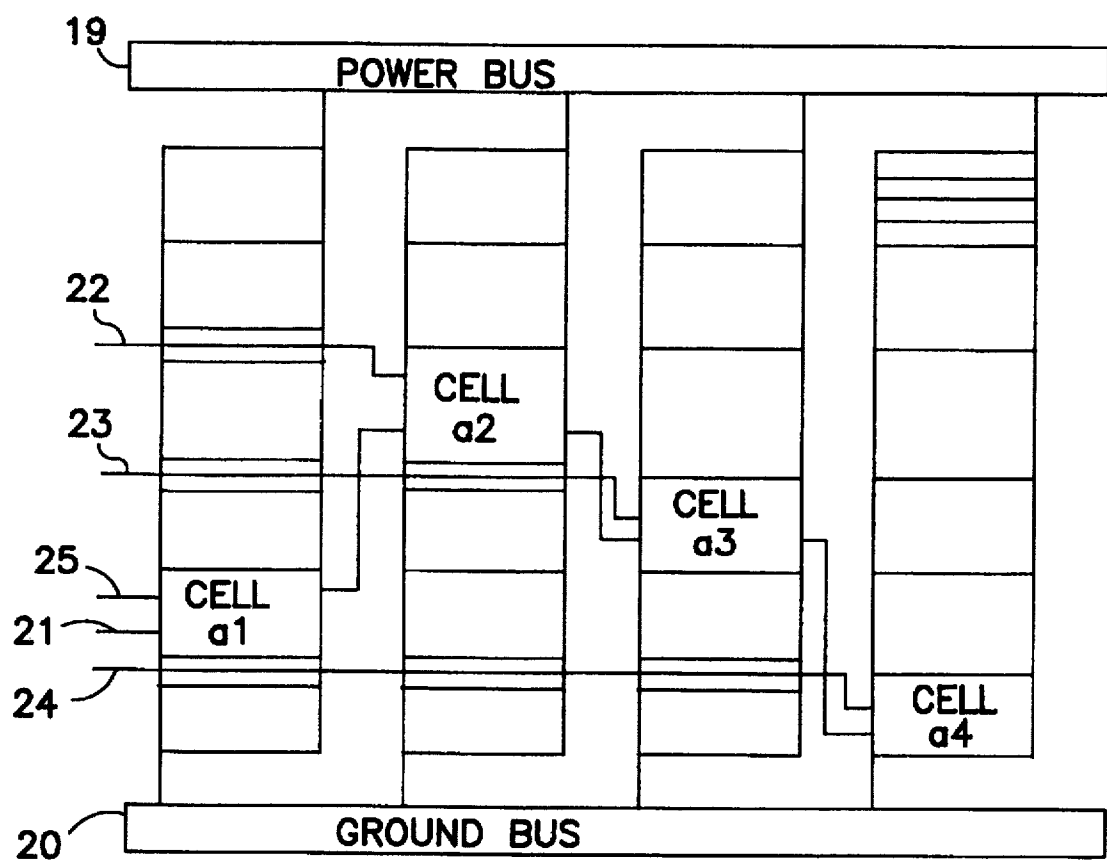 19
POWER BUS
22
CELL
a2
23
CELL
a3
25
CELL
a1
21
24
CELL
a4
20
GROUND BUS